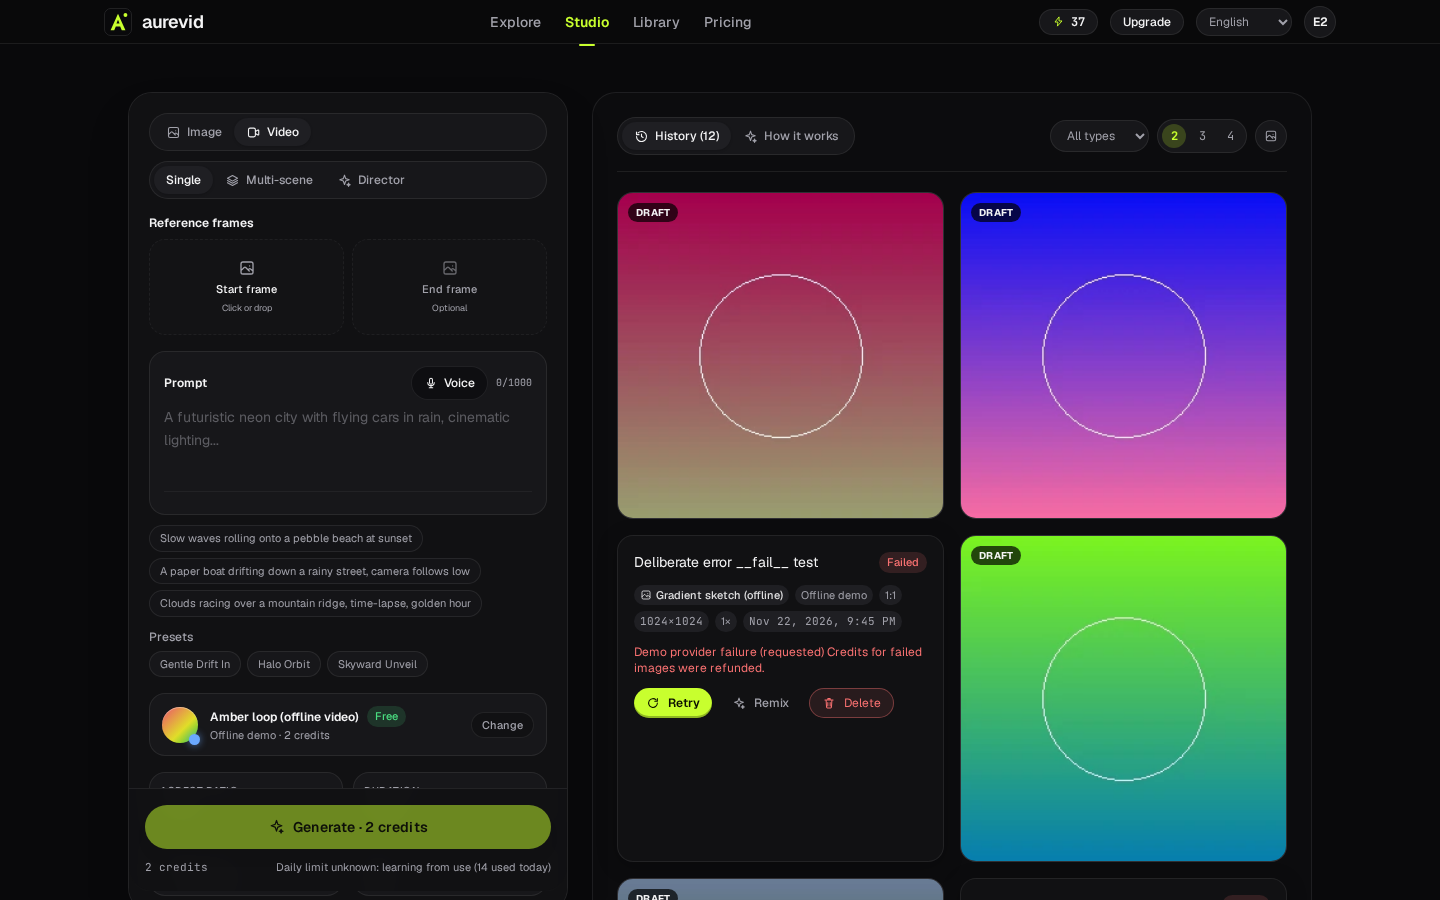 aurevid
Explore
Studio
Library
Pricing
37
Upgrade
English
E2
Image
Video
Single
Multi-scene
Director
Reference frames
Start frame
Click or drop
End frame
Optional
Prompt
Voice
0/1000
A futuristic neon city with flying cars in rain, cinematic
lighting...
Slow waves rolling onto a pebble beach at sunset
A paper boat drifting down a rainy street, camera follows low
Clouds racing over a mountain ridge, time-lapse, golden hour
Presets
Gentle Drift In
Halo Orbit
Skyward Unveil
Amber loop (offline video)
Free
Offline demo · 2 credits
Change
Generate · 2 credits
2 credits
Daily limit unknown: learning from use (14 used today)
History (12)
How it works
All types
2
3
4
DRAFT
DRAFT
Deliberate error __fail__ test
Failed
Gradient sketch (offline)
Offline demo
1:1
1024×1024
1×
Nov 22, 2026, 9:45 PM
Demo provider failure (requested) Credits for failed
images were refunded.
Retry
Remix
Delete
DRAFT
DRAFT